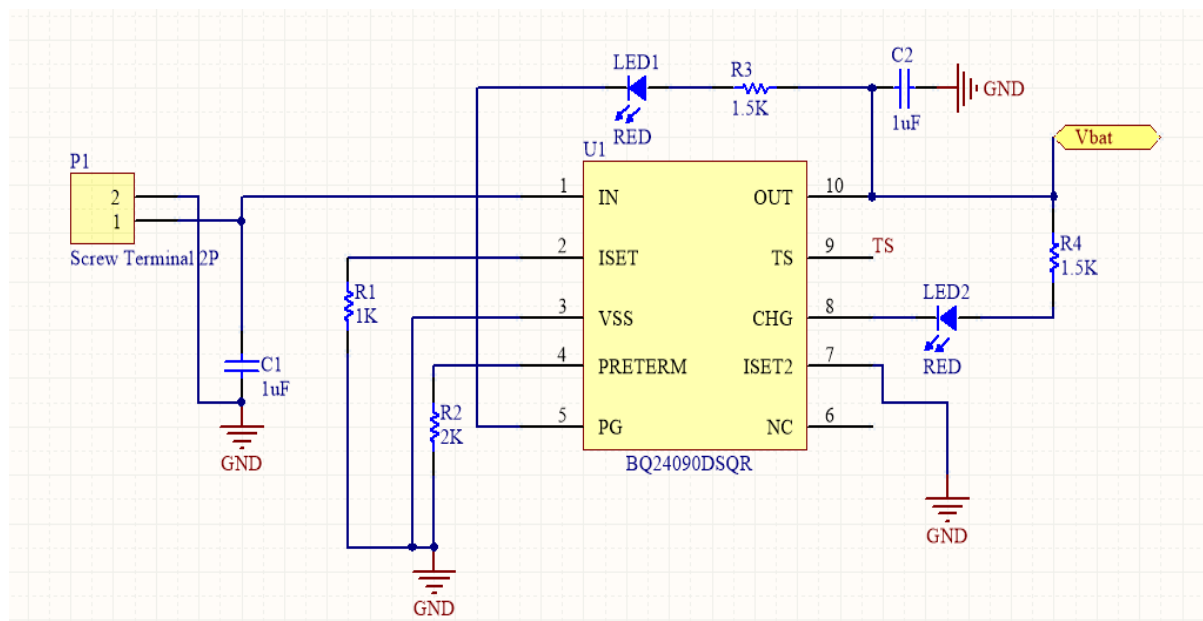 LED1
RED
R3
1.5K
C2
1uF
GND
Vbat
P1
2
1
Screw Terminal 2P
C1
1uF
GND
R1
1K
R2
2K
GND
U1
1 IN
2 ISET
3 VSS
4 PRETERM
5 PG
OUT 10
TS 9 TS
CHG 8
ISET2 7
NC 6
BQ24090DSQR
LED2
RED
R4
1.5K
GND